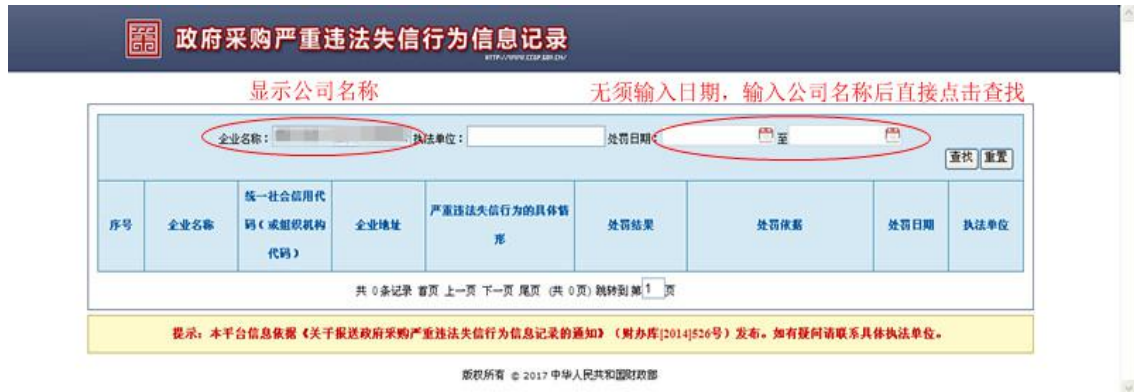 政府采购严重违法失信行为信息记录
HTTP://WWW.CCGP.GOV.CN/
显示公司名称
无须输入日期，输入公司名称后直接点击查找
企业名称： 执法单位： 处罚日期： 至
查找 重置
序号 企业名称 统一社会信用代码（或组织机构代码） 企业地址 严重违法失信行为的具体情形 处罚结果 处罚依据 处罚日期 执法单位
共 0条记录 首页 上一页 下一页 尾页 (共 0页) 跳转到第1页
提示：本平台信息依据《关于报送政府采购严重违法失信行为信息记录的通知》（财办库[2014]526号）发布。如有疑问请联系具体执法单位。
版权所有 © 2017 中华人民共和国财政部